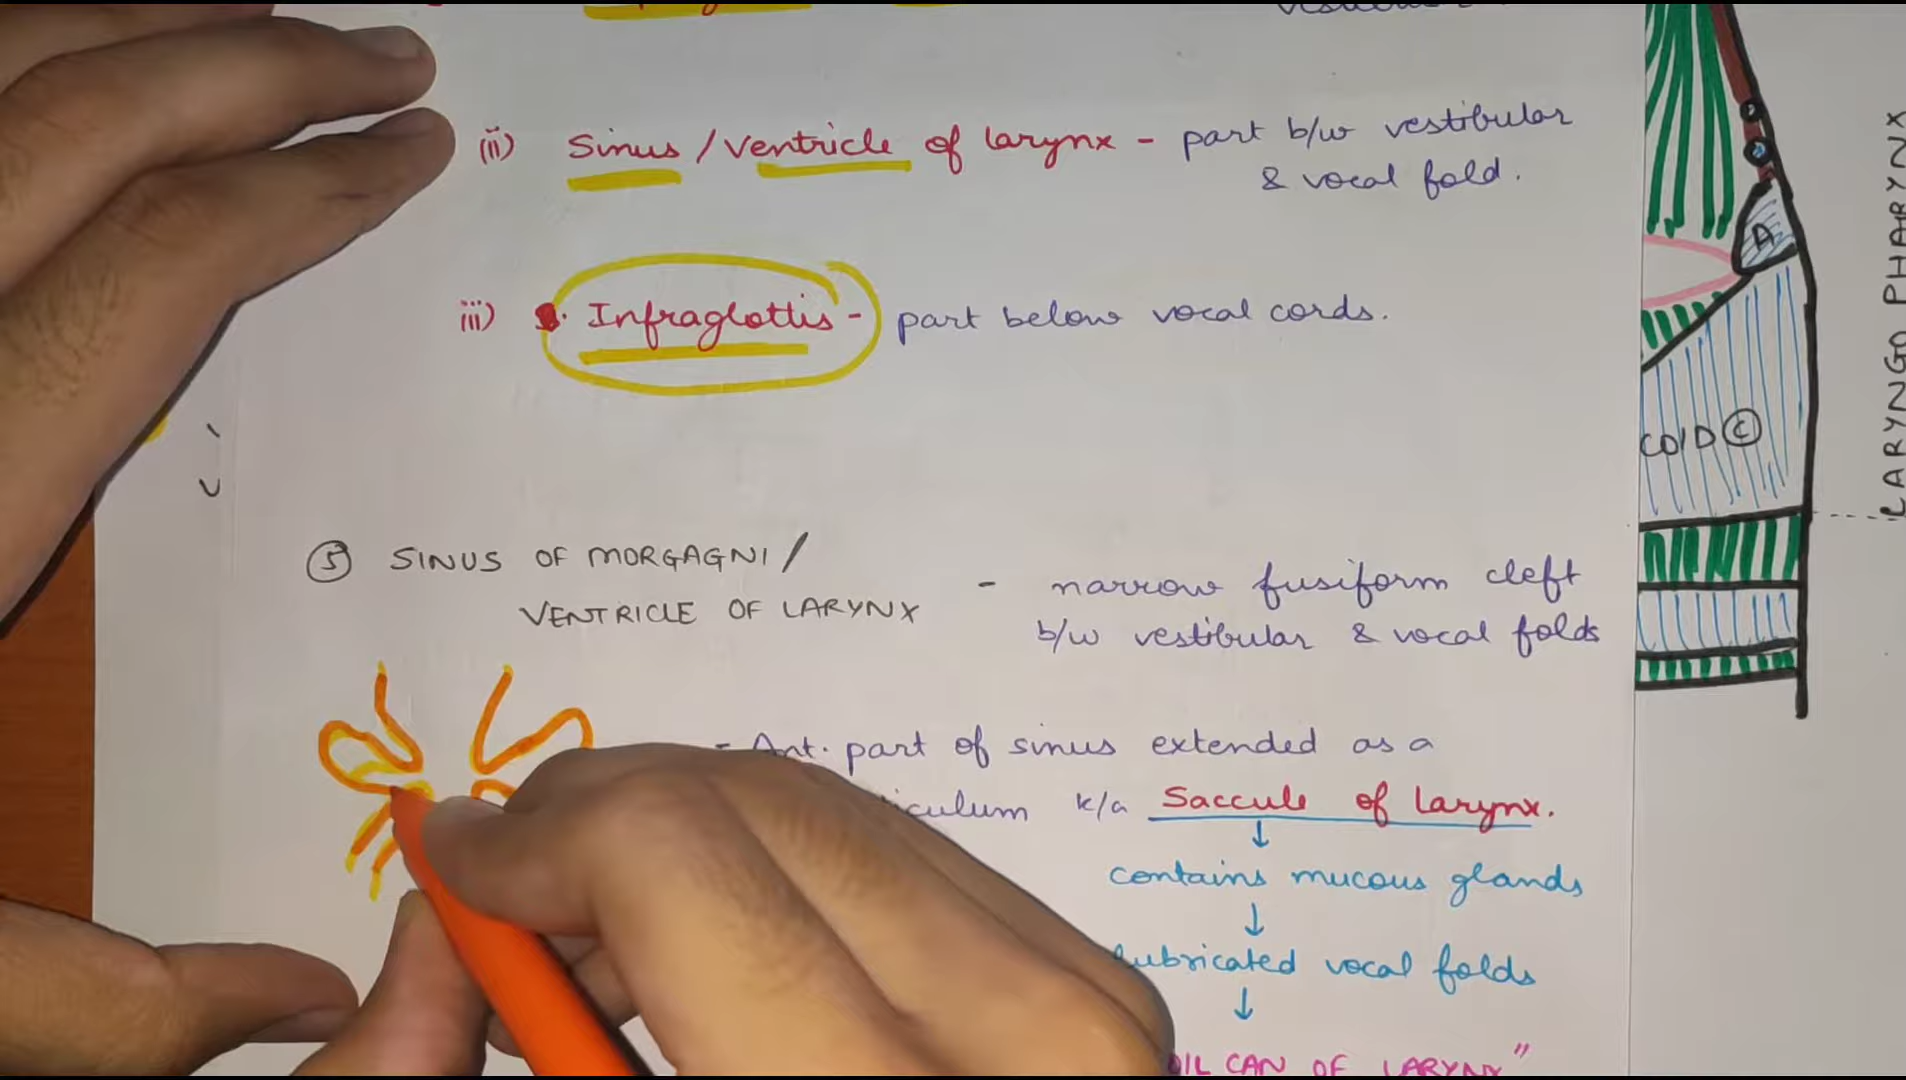 (ii) Sinus / Ventricle of larynx - part b/w vestibular
& vocal fold.
iii) Infraglottis - part below vocal cords.
A
COID C
LARYNGO PHARYNX
5 SINUS OF MORGAGNI /
VENTRICLE OF LARYNX
- narrow fusiform cleft
b/w vestibular & vocal folds
- Ant. part of sinus extended as a
k/a Saccule of larynx.
↓
contains mucous glands
↓
lubricated vocal folds
↓
OIL CAN OF LARYNX"